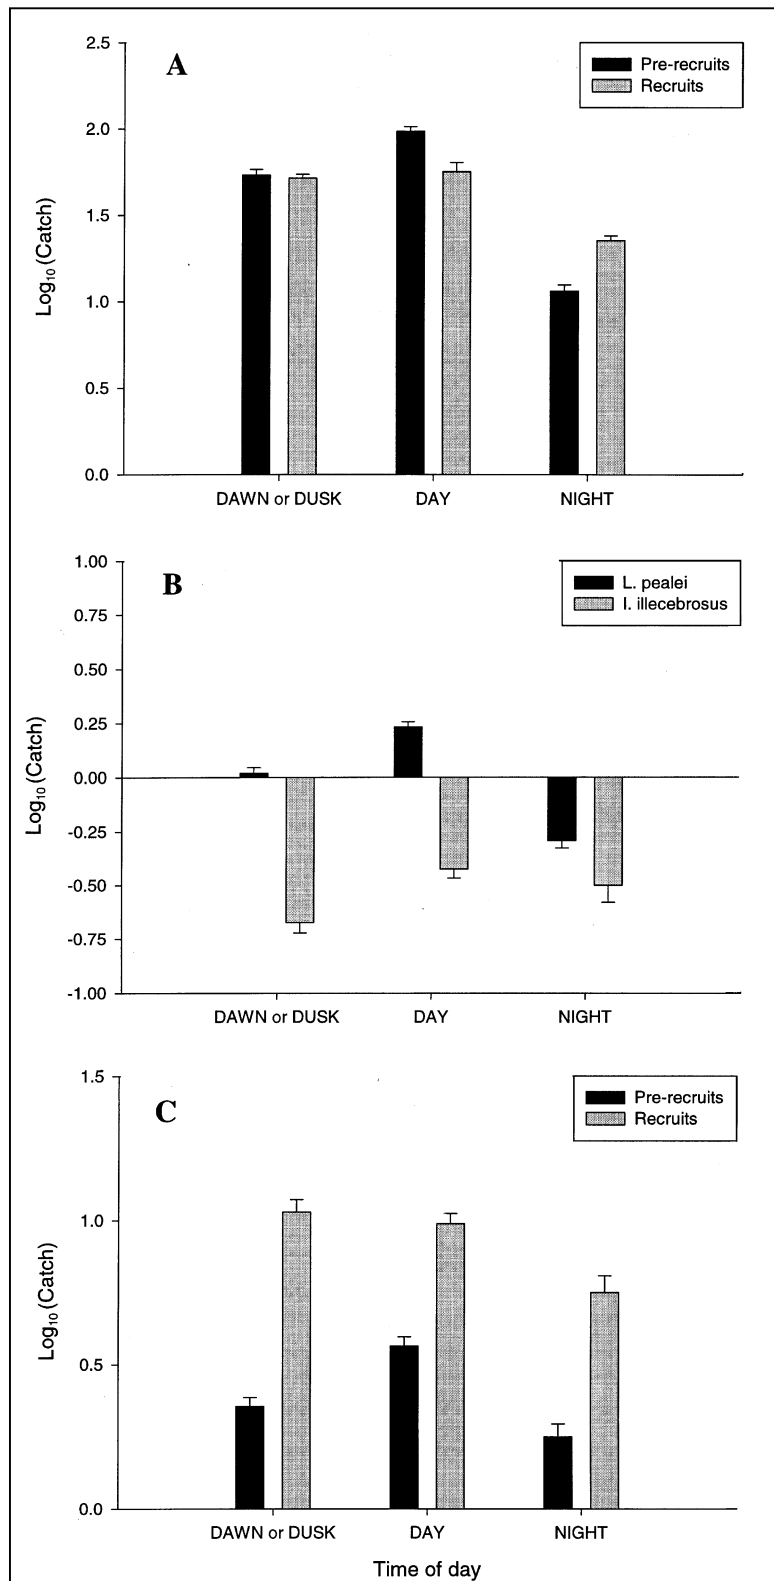 A
Pre-recruits
Recruits
Log10 (Catch)
2.5
2.0
1.5
1.0
0.5
0.0
DAWN or DUSK DAY NIGHT
B
L. pealei
I. illecebrosus
Log10 (Catch)
1.00
0.75
0.50
0.25
0.00
-0.25
-0.50
-0.75
-1.00
DAWN or DUSK DAY NIGHT
C
Pre-recruits
Recruits
Log10 (Catch)
1.5
1.0
0.5
0.0
DAWN or DUSK DAY NIGHT
Time of day